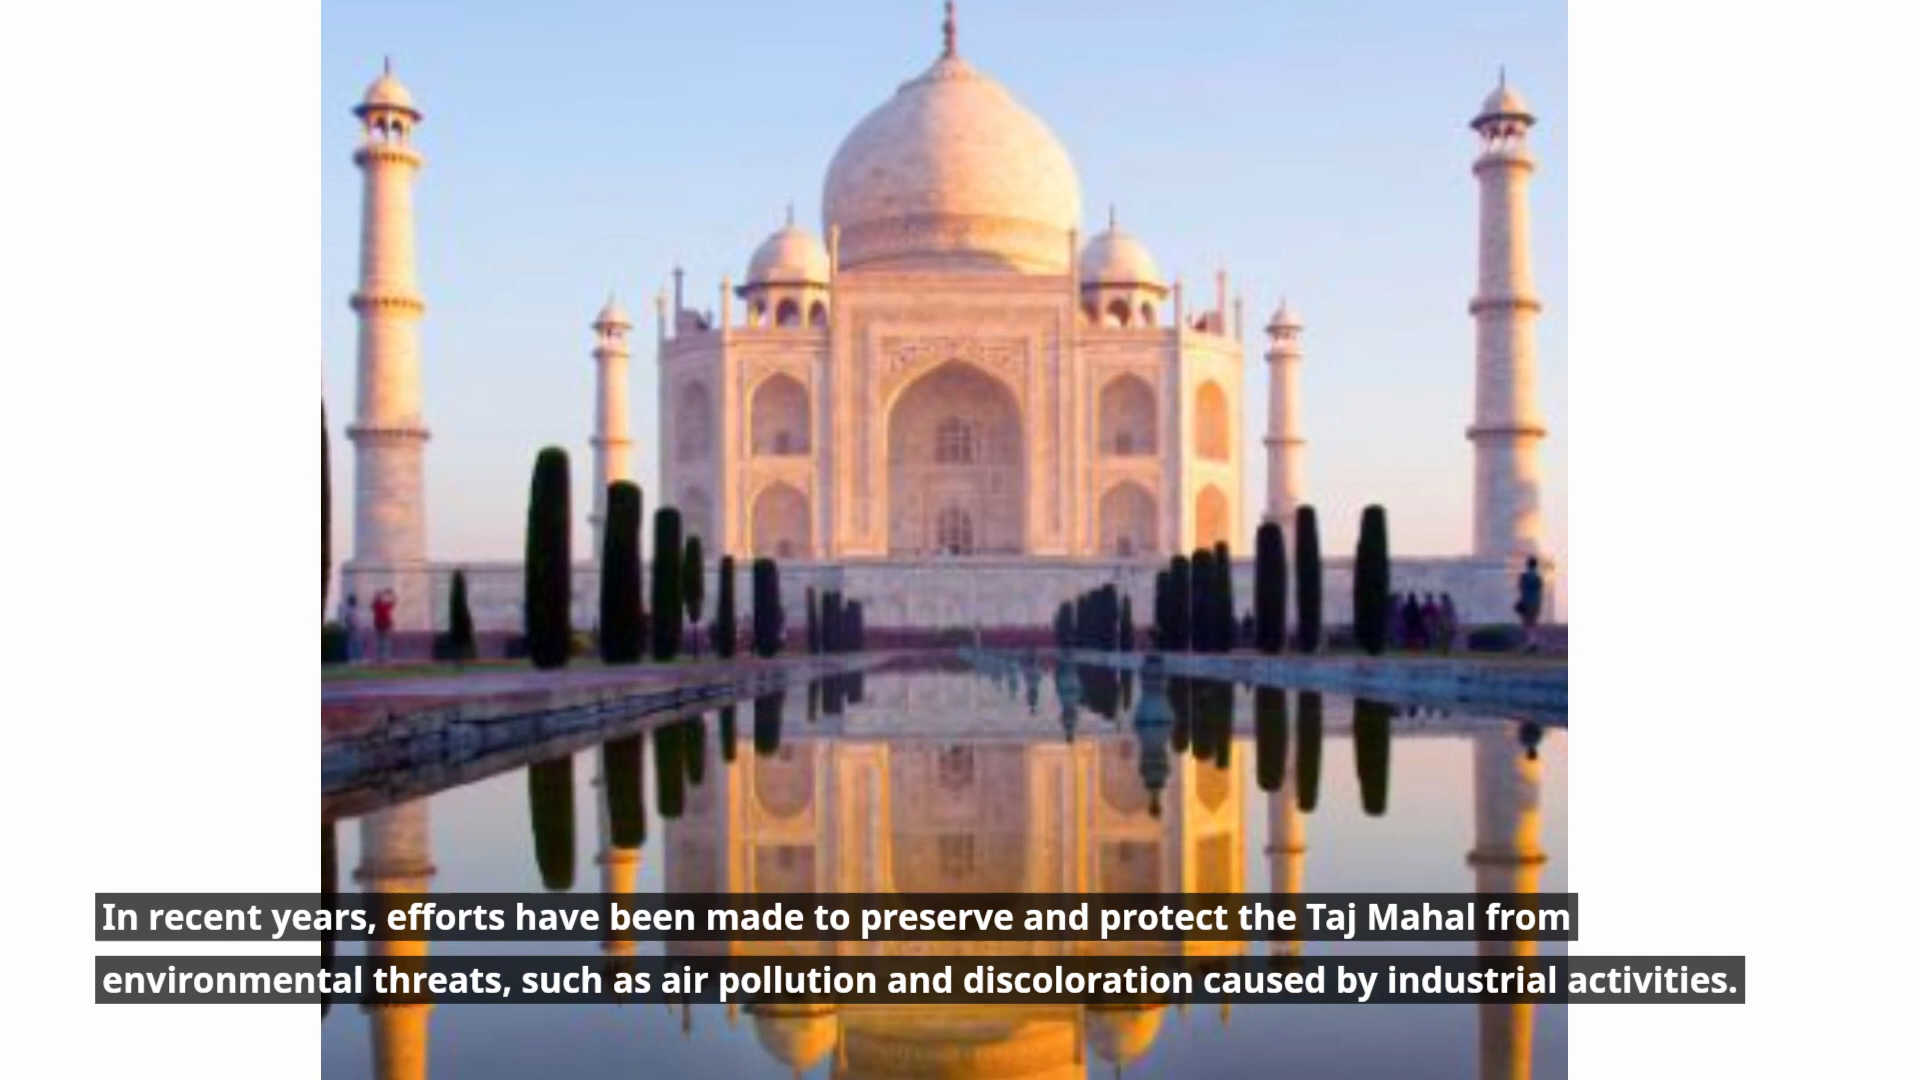 In recent years, efforts have been made to preserve and protect the Taj Mahal from
environmental threats, such as air pollution and discoloration caused by industrial activities.